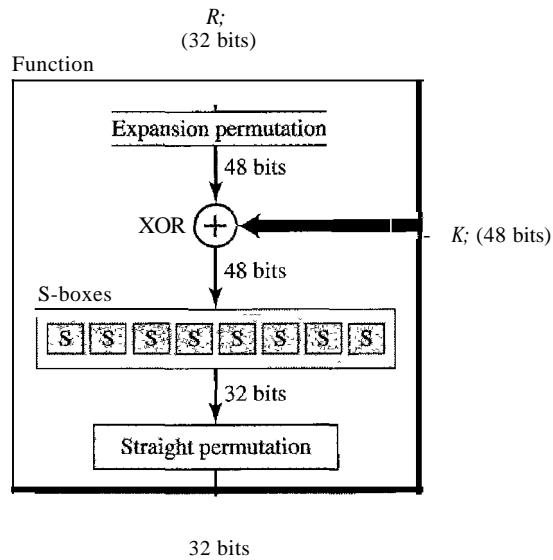 R;
(32 bits)
Function
Expansion permutation
48 bits
XOR
K; (48 bits)
48 bits
S-boxes
S S S S S S S S
32 bits
Straight permutation
32 bits